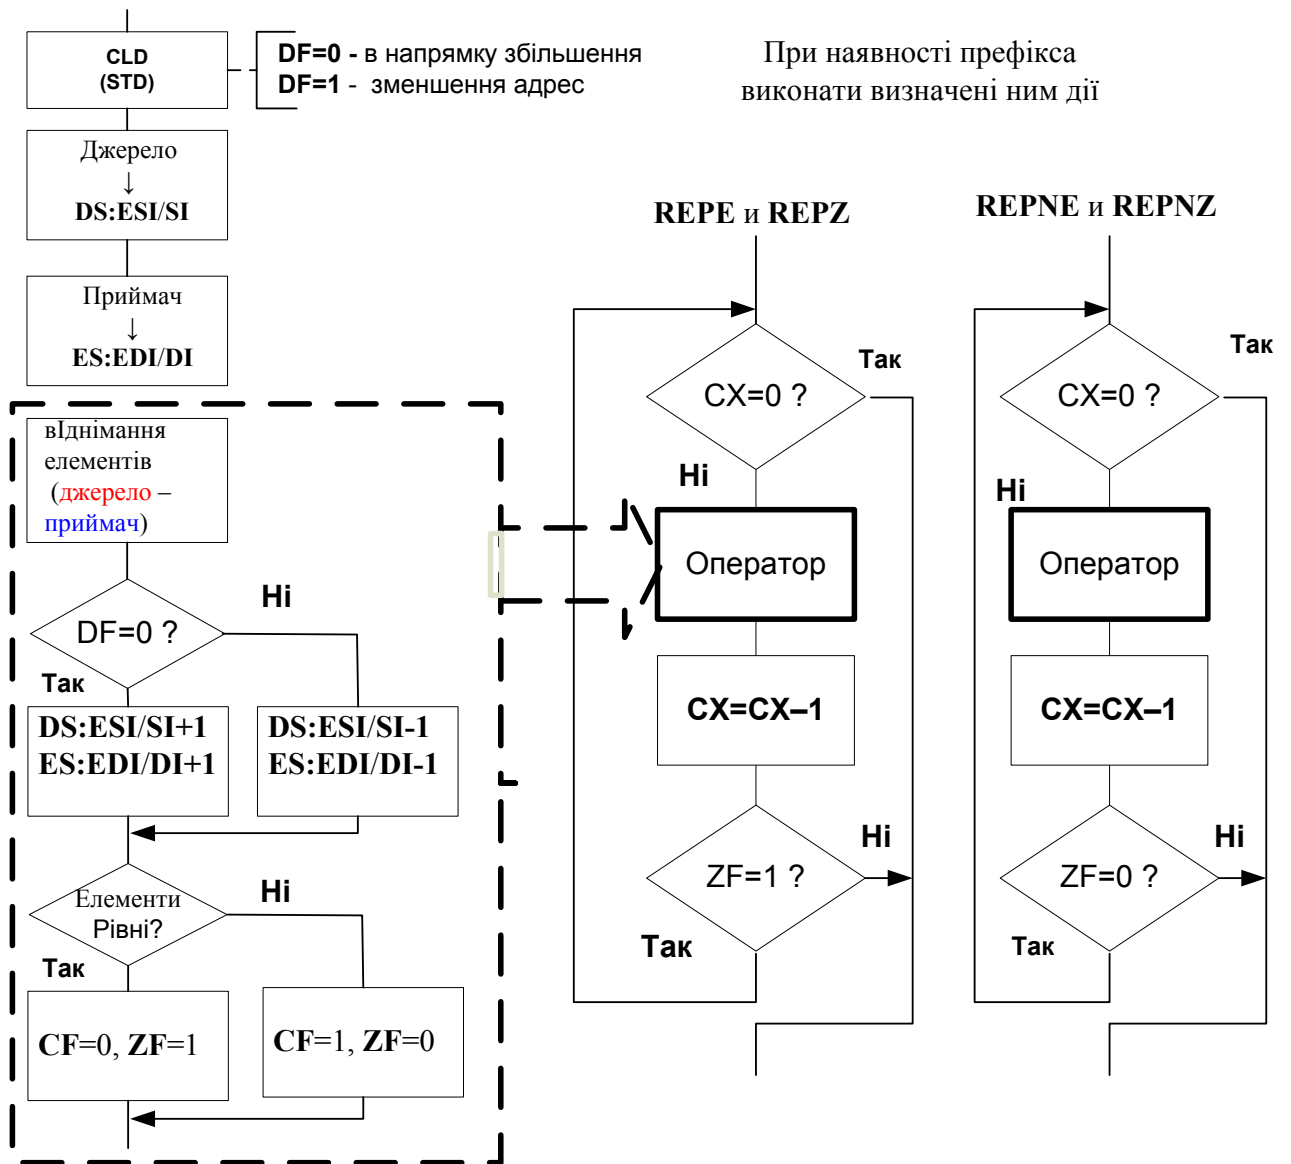 CLD
(STD)
DF=0 - в напрямку збільшення
DF=1 - зменшення адрес
При наявності префікса
виконати визначені ним дії
Джерело
↓
DS:ESI/SI
Приймач
↓
ES:EDI/DI
вІднімання
елементів
(джерело –
приймач)
DF=0 ?
Ні
Так
DS:ESI/SI+1
ES:EDI/DI+1
DS:ESI/SI-1
ES:EDI/DI-1
Елементи
Рівні?
Ні
Так
CF=0, ZF=1
CF=1, ZF=0
REPE и REPZ
CX=0 ?
Так
Ні
Оператор
CX=CX–1
ZF=1 ?
Ні
Так
REPNE и REPNZ
CX=0 ?
Так
Ні
Оператор
CX=CX–1
ZF=0 ?
Ні
Так